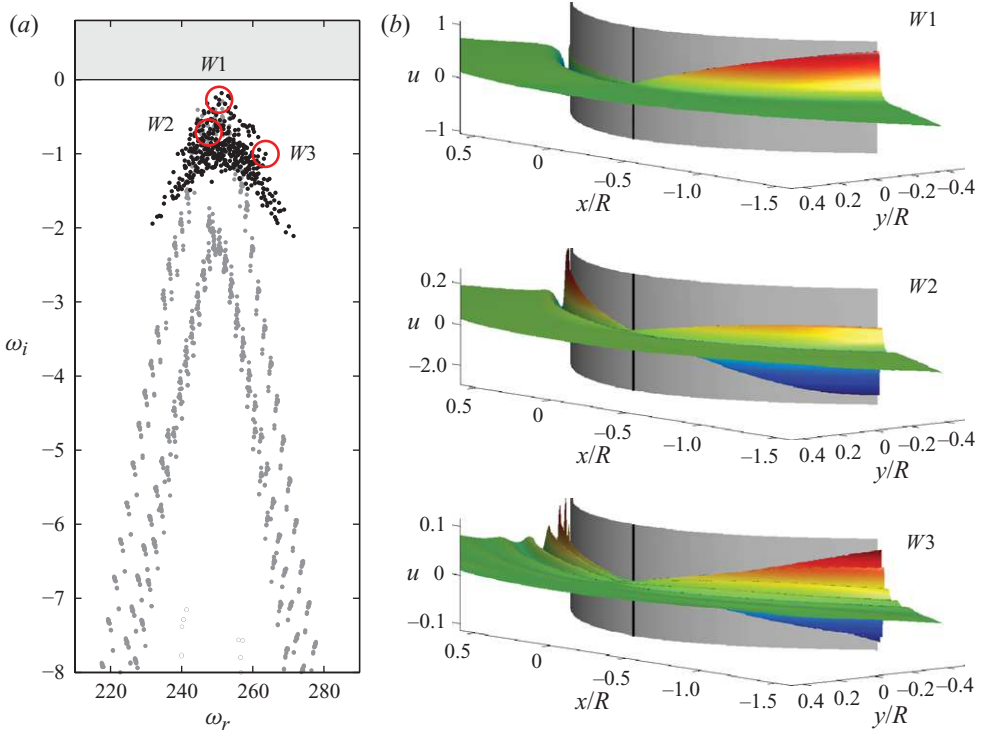 (a)
0
−1
−2
−3
−4
−5
−6
−7
−8
ω_i
W1
W2
W3
220 240 260 280
ω_r
(b)
W1
1
0
−1
u
0.5 0 −0.5 −1.0 −1.5
x/R
0.4 0.2 0 −0.2 −0.4
y/R
W2
0.2
0
−2.0
u
0.5 0 −0.5 −1.0 −1.5
x/R
0.4 0.2 0 −0.2 −0.4
y/R
W3
0.1
0
−0.1
u
0.5 0 −0.5 −1.0 −1.5
x/R
0.4 0.2 0 −0.2 −0.4
y/R